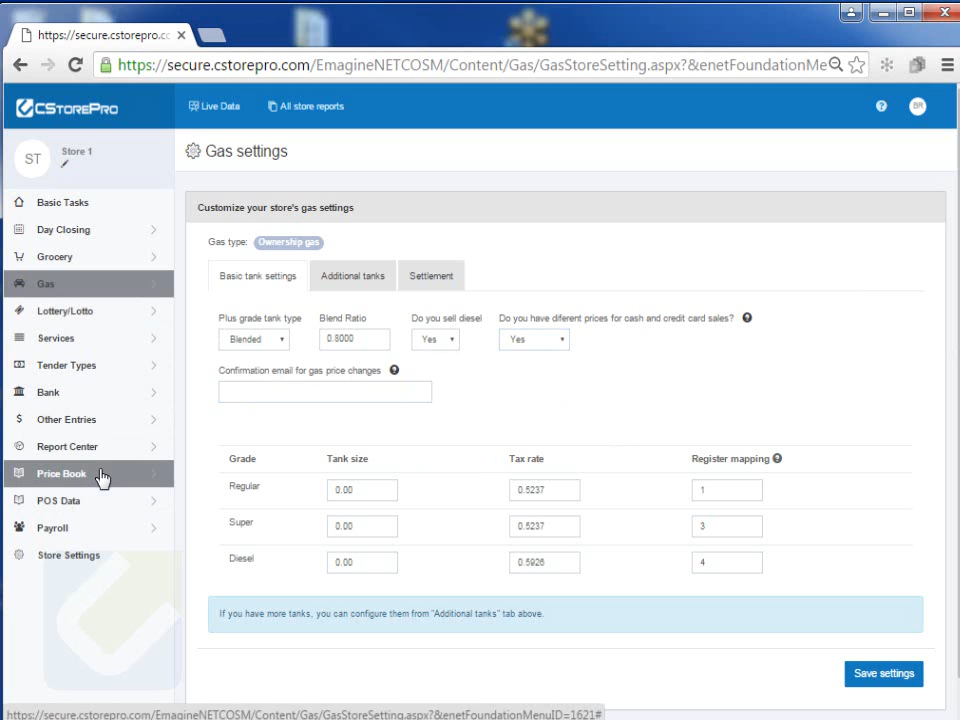 https://secure.cstorepro.cc
https://secure.cstorepro.com/EmagineNETCOSM/Content/Gas/GasStoreSetting.aspx?&enetFoundationMe
CSTOREPRO
Live Data
All store reports
?
BR
ST
Store 1
Gas settings
Basic Tasks
Day Closing
Grocery
Gas
Lottery/Lotto
Services
Tender Types
Bank
Other Entries
Report Center
Price Book
POS Data
Payroll
Store Settings
Customize your store's gas settings
Gas type: Ownership gas
Basic tank settings
Additional tanks
Settlement
Plus grade tank type
Blend Ratio
Do you sell diesel
Do you have diferent prices for cash and credit card sales? ?
Blended
0.8000
Yes
Yes
Confirmation email for gas price changes ?
Grade
Tank size
Tax rate
Register mapping ?
Regular
0.00
0.5237
1
Super
0.00
0.5237
3
Diesel
0.00
0.5926
4
If you have more tanks, you can configure them from "Additional tanks" tab above.
Save settings
https://secure.cstorepro.com/EmagineNETCOSM/Content/Gas/GasStoreSetting.aspx?&enetFoundationMenuID=1621#